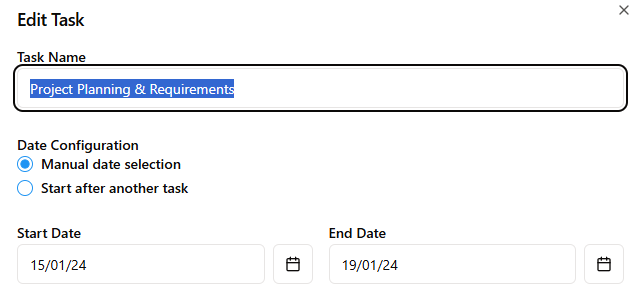 Edit Task
Task Name
Project Planning & Requirements
Date Configuration
Manual date selection
Start after another task
Start Date End Date
15/01/24 19/01/24